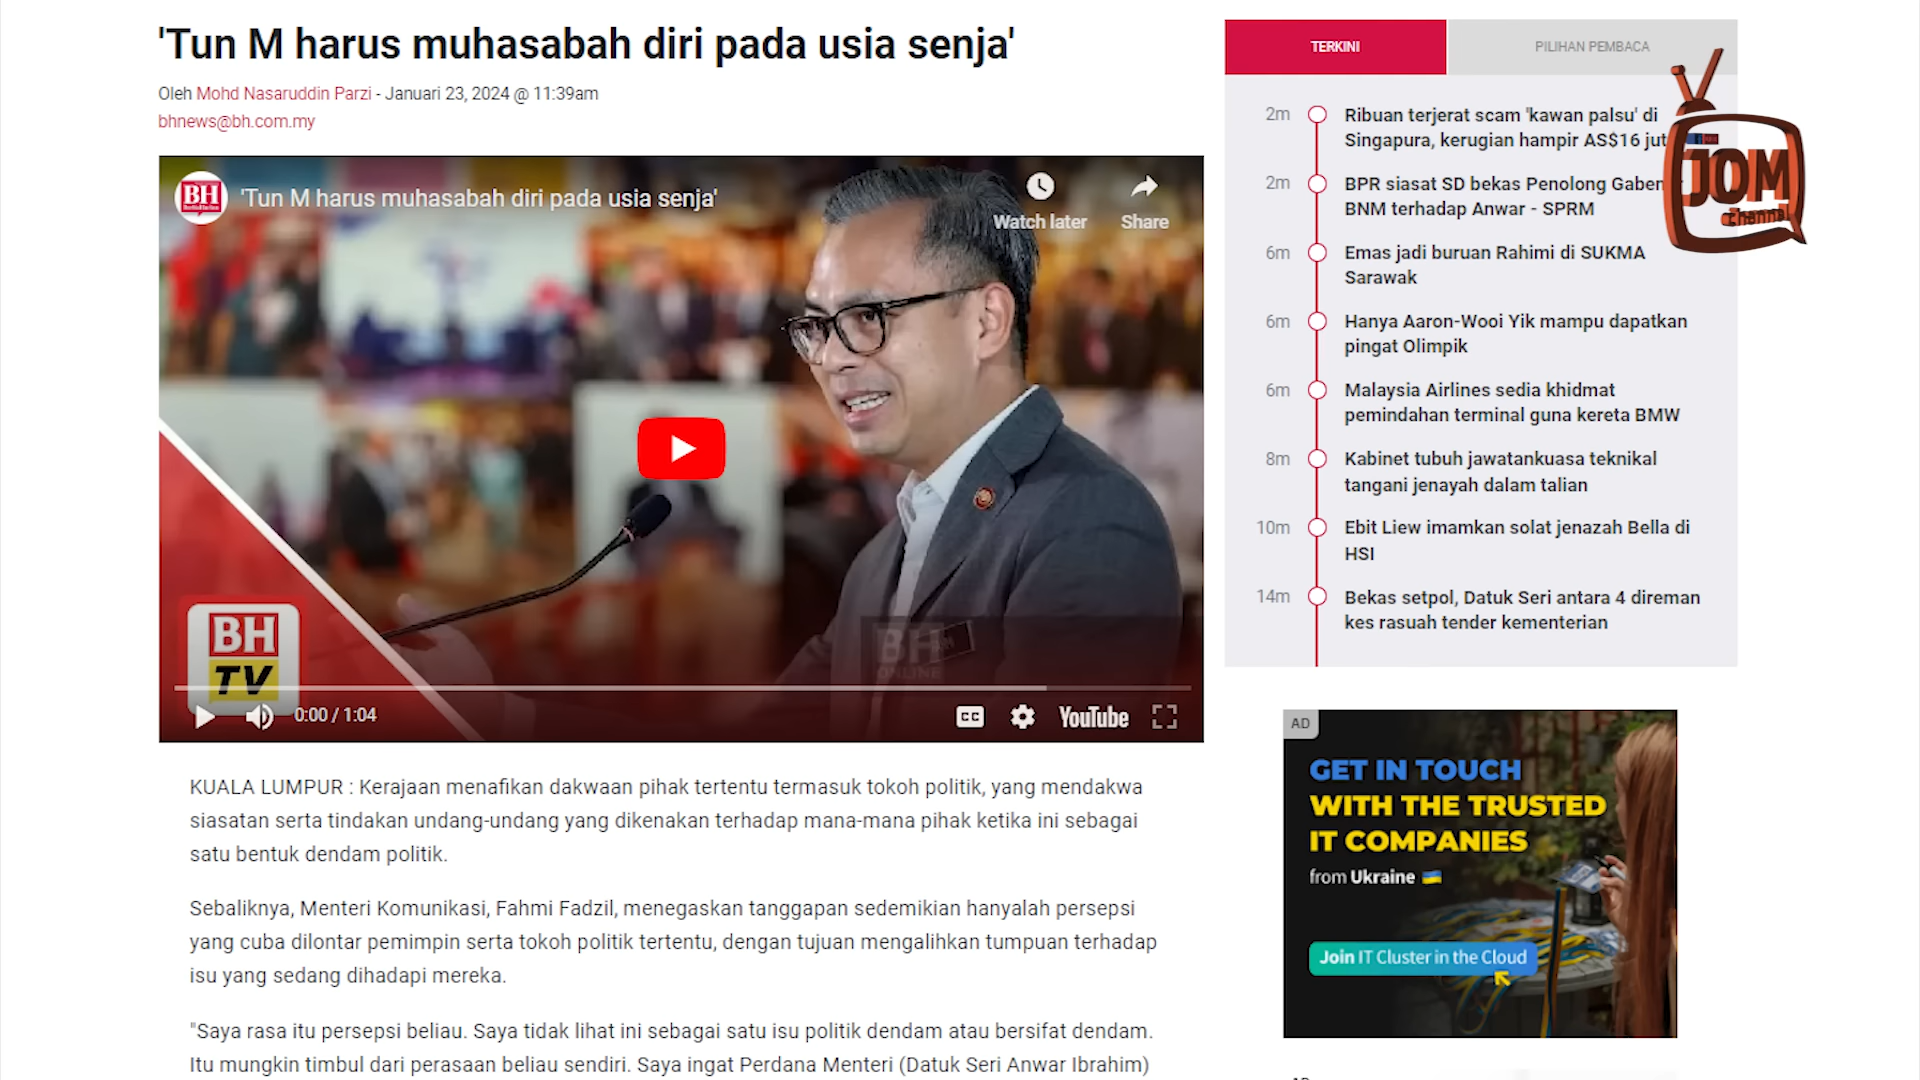 'Tun M harus muhasabah diri pada usia senja'
Oleh Mohd Nasaruddin Parzi - Januari 23, 2024 @ 11:39am
bhnews@bh.com.my
BH
'Tun M harus muhasabah diri pada usia senja'
Watch later
Share
BH
TV
BH
ONLINE
0:00 / 1:04
CC
YouTube
KUALA LUMPUR : Kerajaan menafikan dakwaan pihak tertentu termasuk tokoh politik, yang mendakwa
siasatan serta tindakan undang-undang yang dikenakan terhadap mana-mana pihak ketika ini sebagai
satu bentuk dendam politik.
Sebaliknya, Menteri Komunikasi, Fahmi Fadzil, menegaskan tanggapan sedemikian hanyalah persepsi
yang cuba dilontar pemimpin serta tokoh politik tertentu, dengan tujuan mengalihkan tumpuan terhadap
isu yang sedang dihadapi mereka.
"Saya rasa itu persepsi beliau. Saya tidak lihat ini sebagai satu isu politik dendam atau bersifat dendam.
Itu mungkin timbul dari perasaan beliau sendiri. Saya ingat Perdana Menteri (Datuk Seri Anwar Ibrahim)
TERKINI
PILIHAN PEMBACA
JOM
channel
2m
Ribuan terjerat scam 'kawan palsu' di
Singapura, kerugian hampir AS$16 jut
2m
BPR siasat SD bekas Penolong Gaben
BNM terhadap Anwar - SPRM
6m
Emas jadi buruan Rahimi di SUKMA
Sarawak
6m
Hanya Aaron-Wooi Yik mampu dapatkan
pingat Olimpik
6m
Malaysia Airlines sedia khidmat
pemindahan terminal guna kereta BMW
8m
Kabinet tubuh jawatankuasa teknikal
tangani jenayah dalam talian
10m
Ebit Liew imamkan solat jenazah Bella di
HSI
14m
Bekas setpol, Datuk Seri antara 4 direman
kes rasuah tender kementerian
AD
GET IN TOUCH
WITH THE TRUSTED
IT COMPANIES
from Ukraine
Join IT Cluster in the Cloud